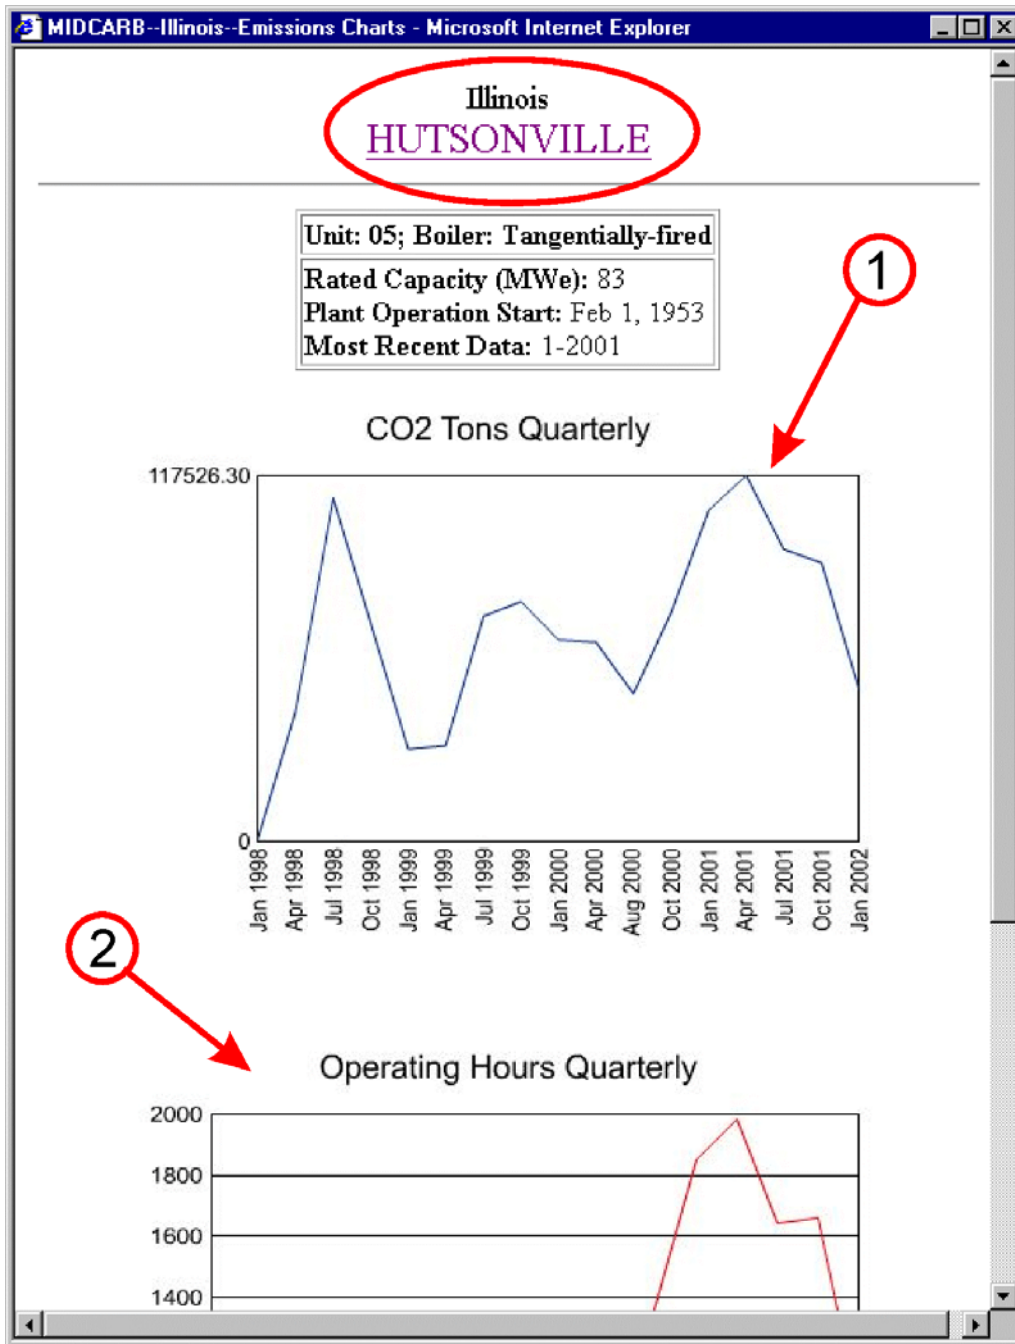 MIDCARB--Illinois--Emissions Charts - Microsoft Internet Explorer
Illinois
HUTSONVILLE
Unit: 05; Boiler: Tangentially-fired
Rated Capacity (MWe): 83
Plant Operation Start: Feb 1, 1953
Most Recent Data: 1-2001
1
CO2 Tons Quarterly
117526.30
0
Jan 1998
Apr 1998
Jul 1998
Oct 1998
Jan 1999
Apr 1999
Jul 1999
Oct 1999
Jan 2000
Apr 2000
Aug 2000
Oct 2000
Jan 2001
Apr 2001
Jul 2001
Oct 2001
Jan 2002
2
Operating Hours Quarterly
2000
1800
1600
1400